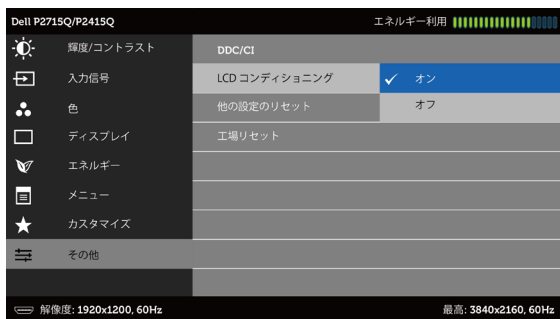 Dell P2715Q/P2415Q エネルギー利用
輝度/コントラスト DDC/CI
入力信号 LCD コンディショニング オン
色 他の設定のリセット オフ
ディスプレイ 工場リセット
エネルギー
メニュー
カスタマイズ
その他
解像度: 1920x1200, 60Hz 最高: 3840x2160, 60Hz